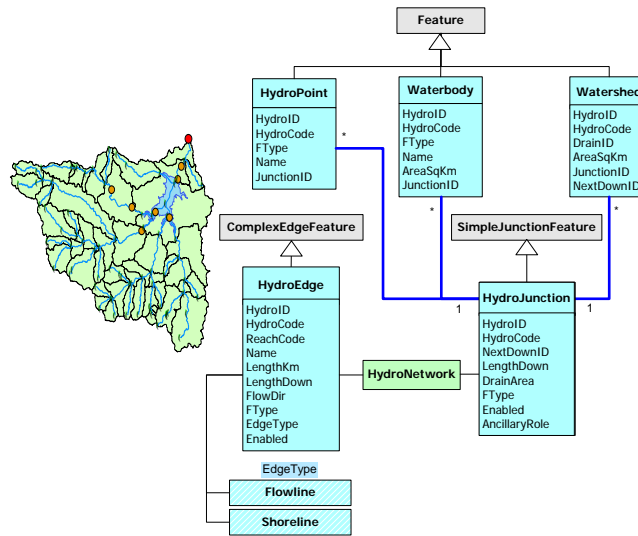 Feature
HydroPoint
HydroID
HydroCode
FType
Name
JunctionID
*
Waterbody
HydroID
HydroCode
FType
Name
AreaSqKm
JunctionID
*
Watershed
HydroID
HydroCode
DrainID
AreaSqKm
JunctionID
NextDownID
*
ComplexEdgeFeature
SimpleJunctionFeature
HydroEdge
HydroID
HydroCode
ReachCode
Name
LengthKm
LengthDown
FlowDir
FType
EdgeType
Enabled
HydroNetwork
1
HydroJunction
1
HydroID
HydroCode
NextDownID
LengthDown
DrainArea
FType
Enabled
AncillaryRole
EdgeType
Flowline
Shoreline